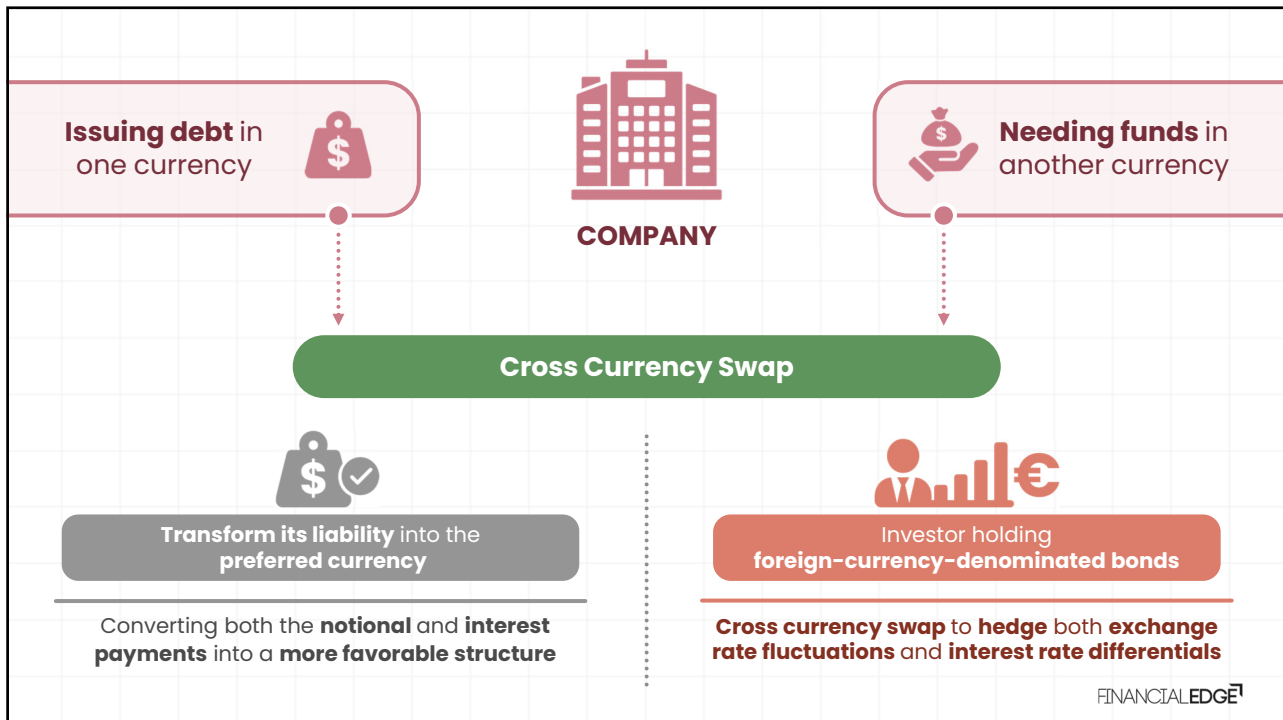 Issuing debt in
one currency
$
COMPANY
$
Needing funds in
another currency
Cross Currency Swap
$
Transform its liability into the
preferred currency
Converting both the notional and interest
payments into a more favorable structure
€
Investor holding
foreign-currency-denominated bonds
Cross currency swap to hedge both exchange
rate fluctuations and interest rate differentials
FINANCIALEDGE